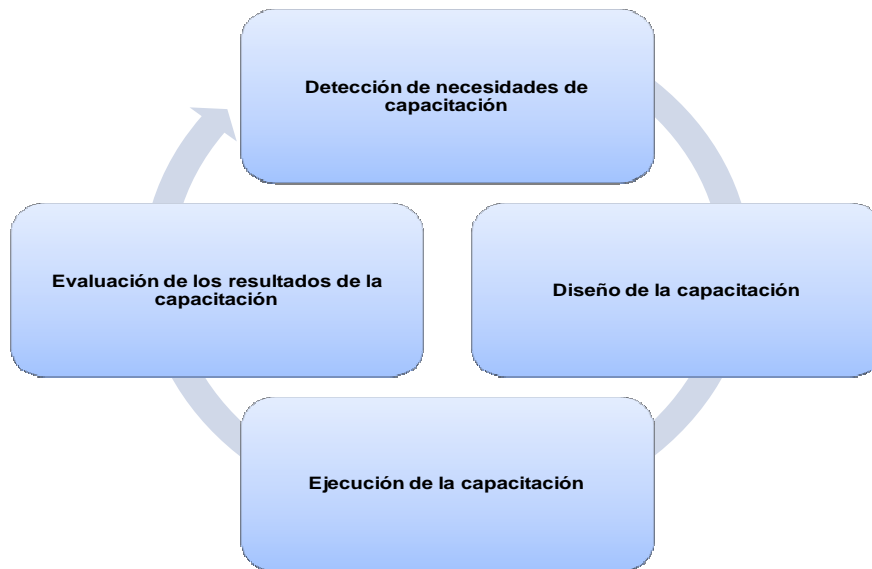 Detección de necesidades de
capacitación
Diseño de la capacitación
Ejecución de la capacitación
Evaluación de los resultados de la
capacitación